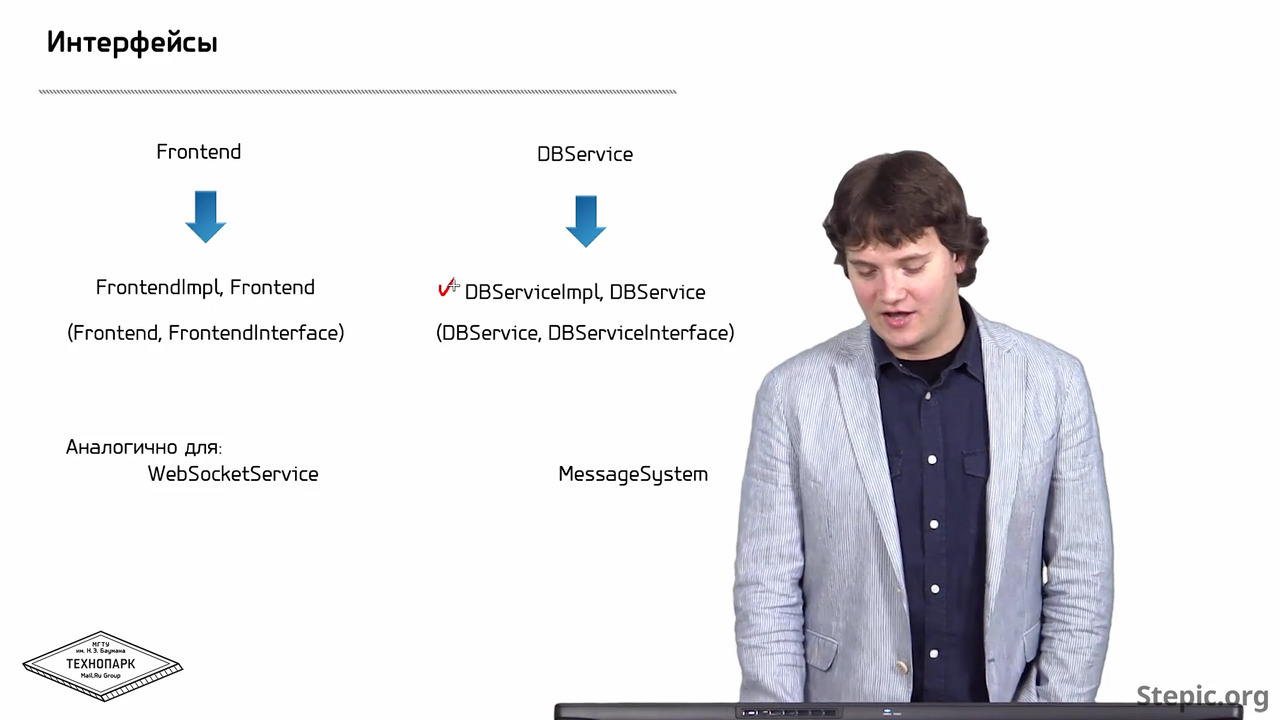 Интерфейсы
Frontend
DBService
FrontendImpl, Frontend
DBServiceImpl, DBService
(Frontend, FrontendInterface)
(DBService, DBServiceInterface)
Аналогично для:
WebSocketService
MessageSystem
МГТУ
им. Н.Э. Баумана
ТЕХНОПАРК
Mail.Ru Group
Stepic.org